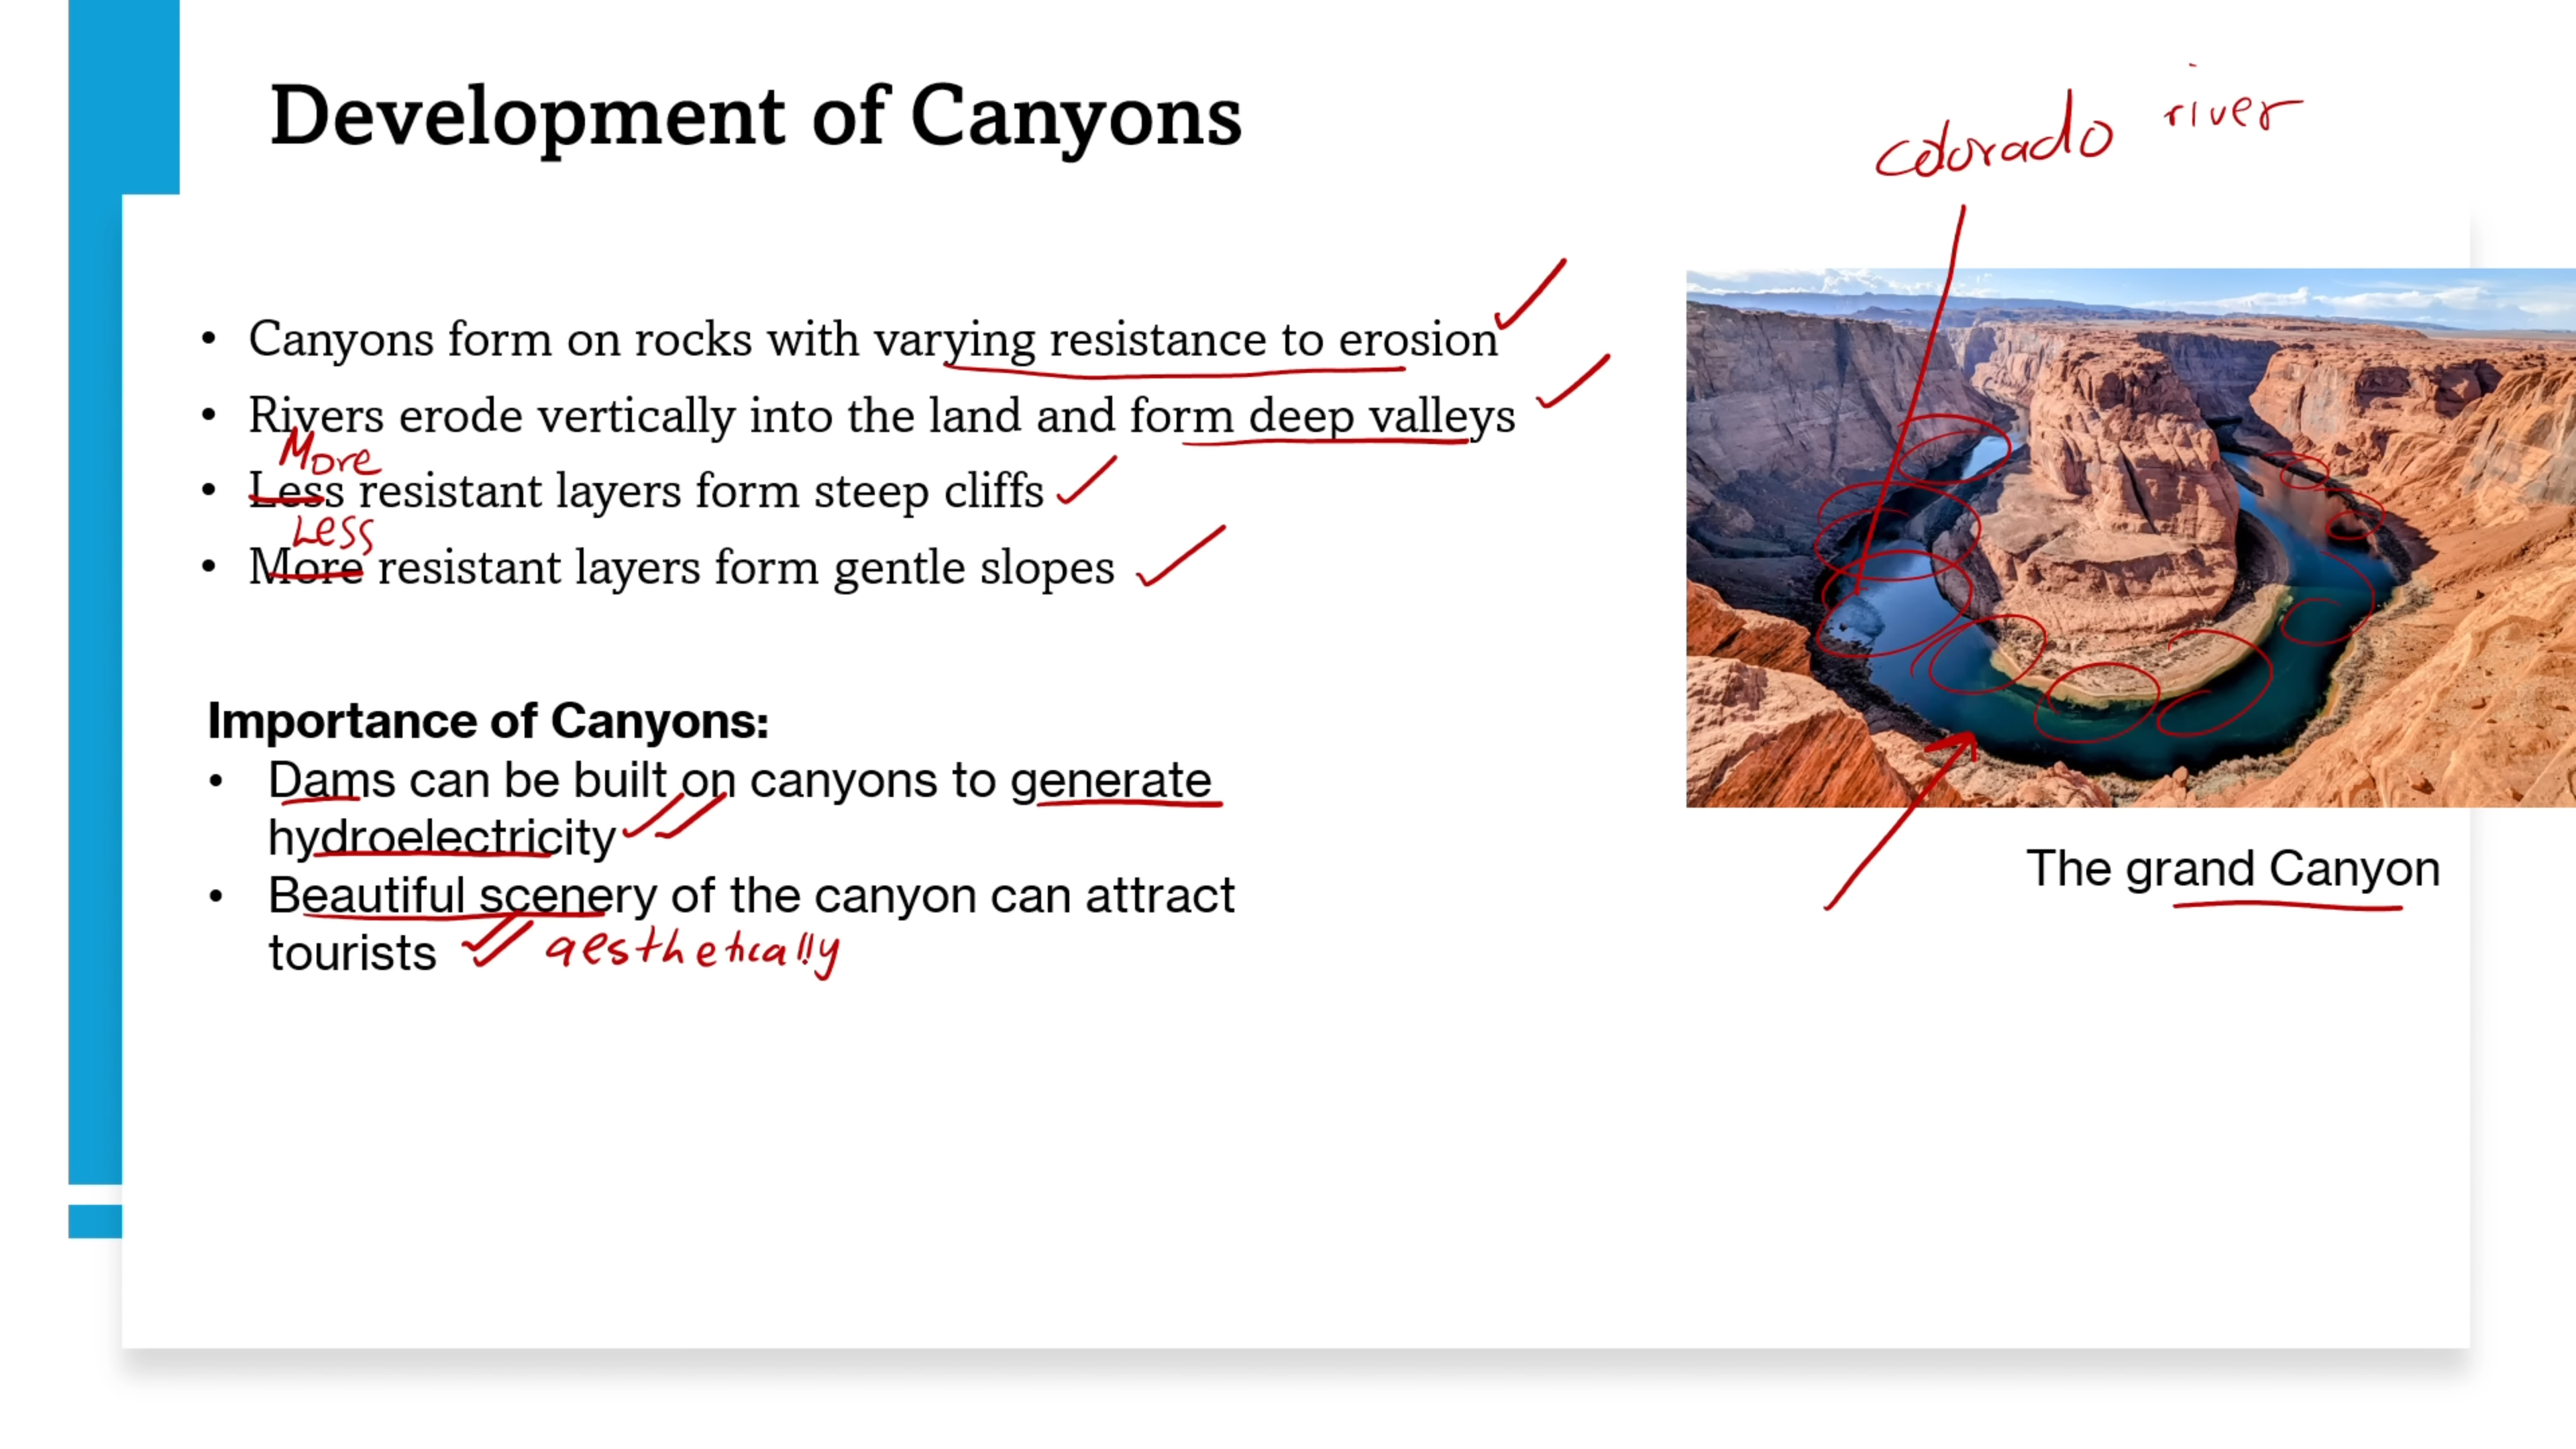 Development of Canyons
colorado river
• Canyons form on rocks with varying resistance to erosion
• Rivers erode vertically into the land and form deep valleys
More
• Less resistant layers form steep cliffs
Less
• More resistant layers form gentle slopes
Importance of Canyons:
• Dams can be built on canyons to generate
hydroelectricity
• Beautiful scenery of the canyon can attract
tourists aesthetically
The grand Canyon